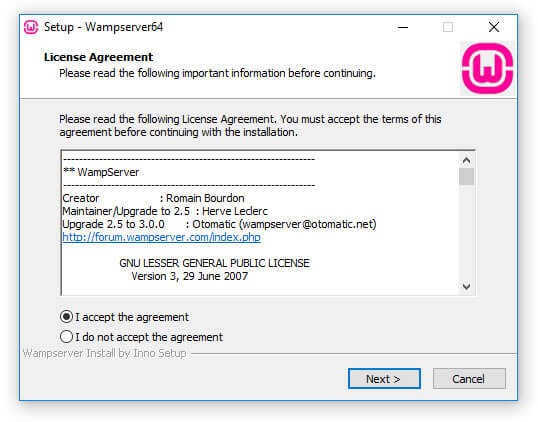 Setup - Wampserver64
License Agreement
Please read the following important information before continuing.
Please read the following License Agreement. You must accept the terms of this
agreement before continuing with the installation.
------------------------------------------------------------
** WampServer
------------------------------------------------------------
Creator : Romain Bourdon
Maintainer/Upgrade to 2.5 : Herve Leclerc
Upgrade 2.5 to 3.0.0 : Otomatic (wampserver@otomatic.net)
http://forum.wampserver.com/index.php
GNU LESSER GENERAL PUBLIC LICENSE
Version 3, 29 June 2007
I accept the agreement
I do not accept the agreement
Wampserver Install by Inno Setup
Next >
Cancel